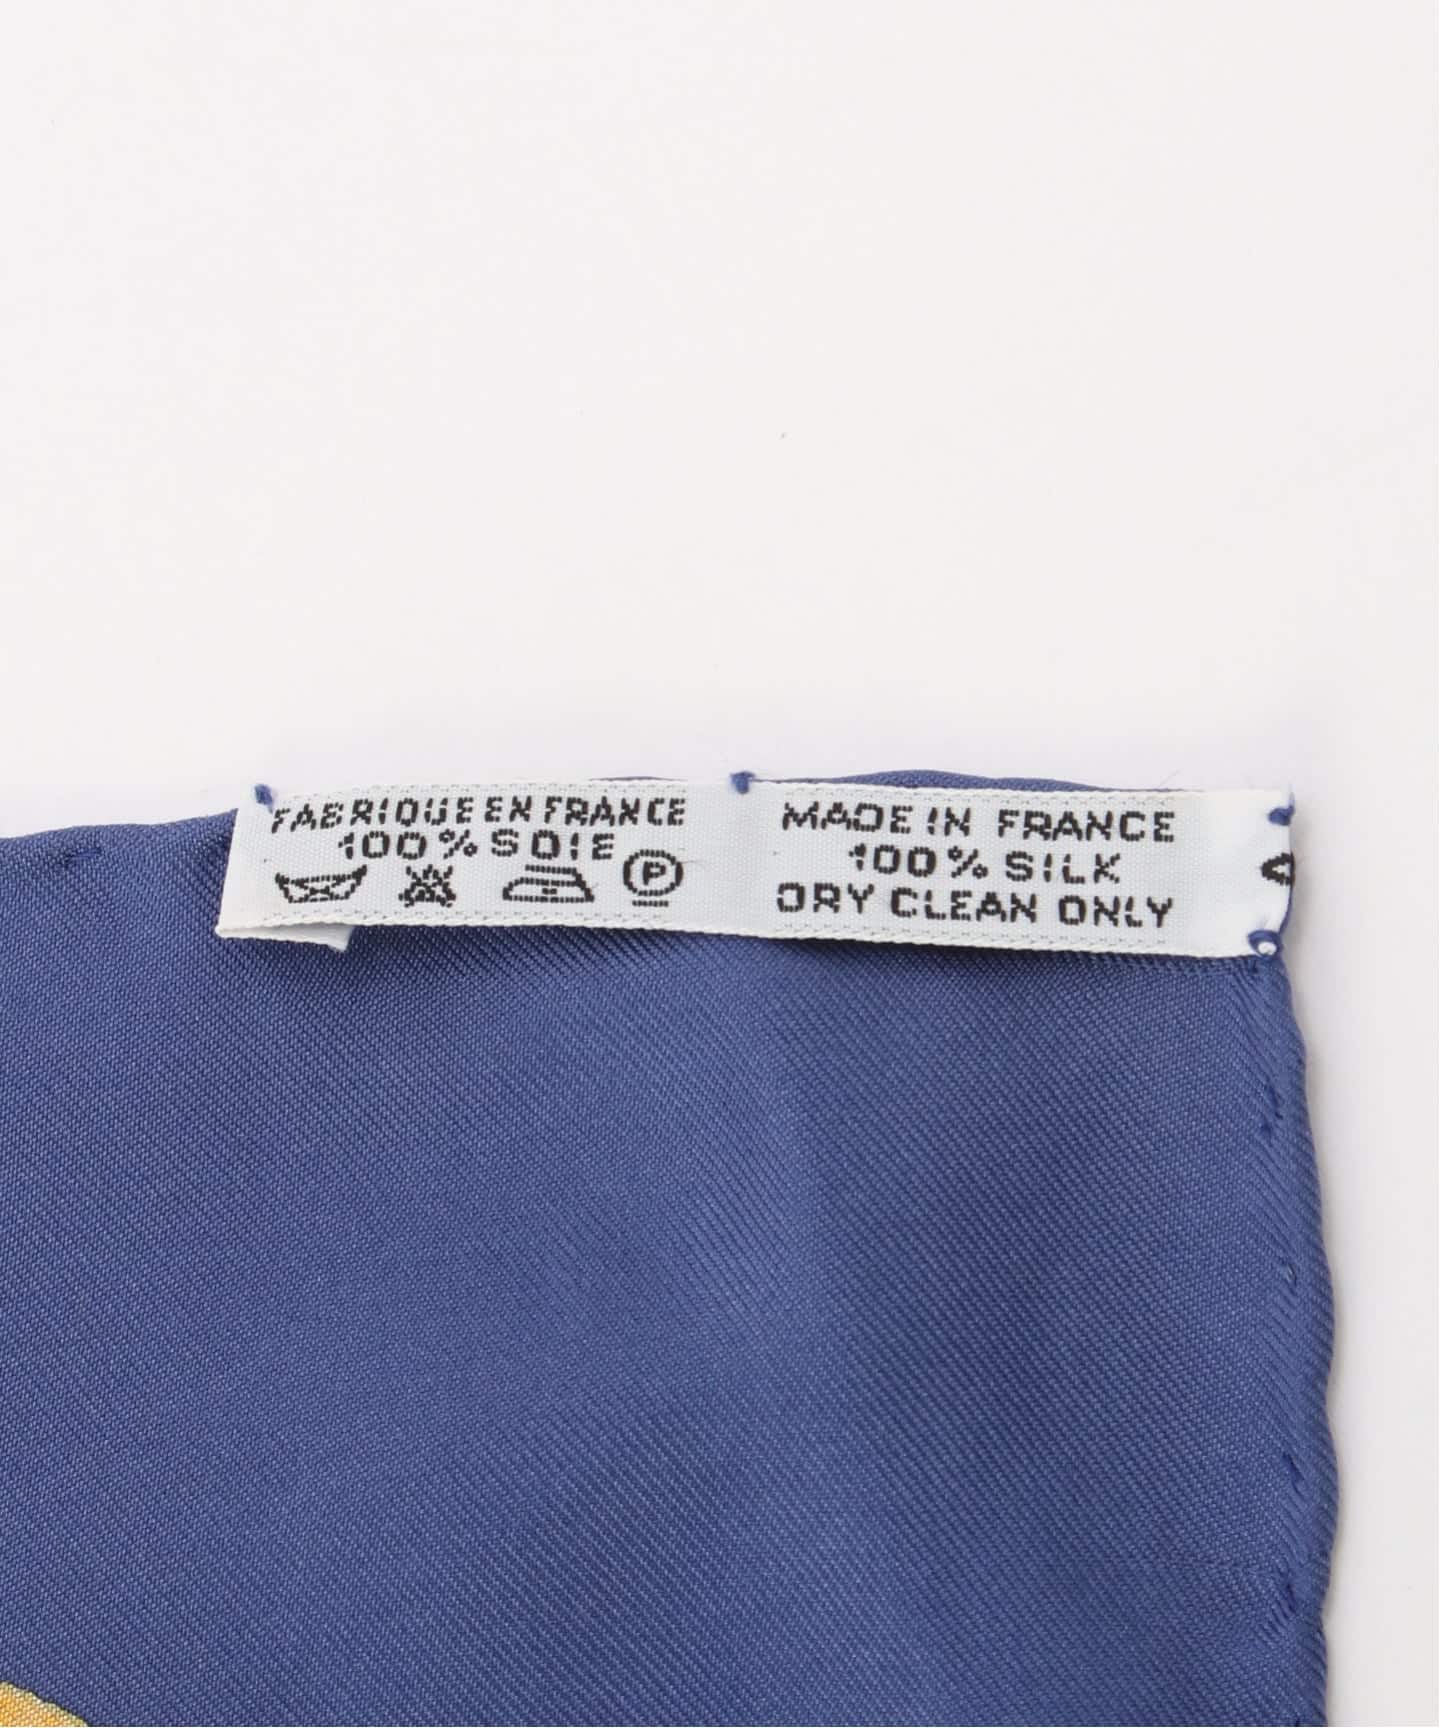 FABRIQUE EN FRANCE
100% SOIE
P
MADE IN FRANCE
100% SILK
DRY CLEAN ONLY